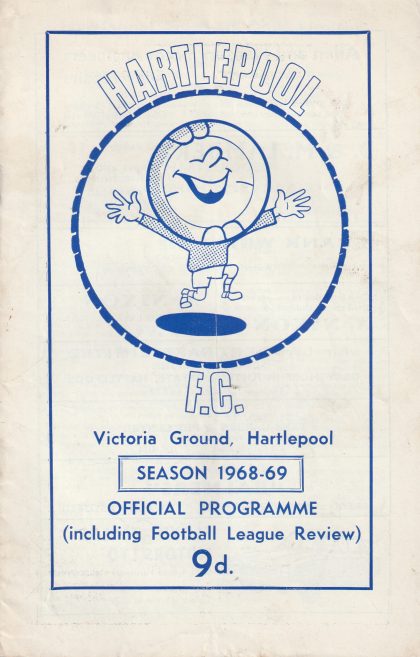 HARTLEPOOL
F.C.
Victoria Ground, Hartlepool
SEASON 1968-69
OFFICIAL PROGRAMME
(including Football League Review)
9d.